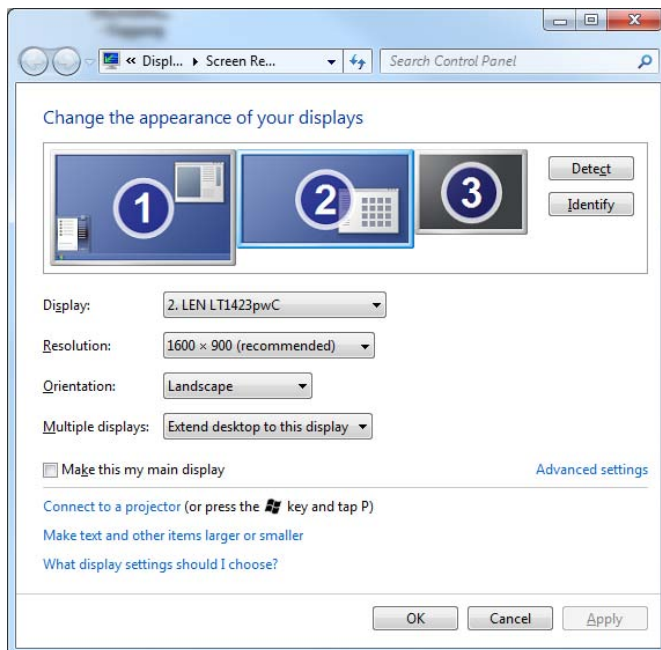 « Displ... ▸ Screen Re...
Search Control Panel
Change the appearance of your displays
1
2
3
Detect
Identify
Display: 2. LEN LT1423pwC
Resolution: 1600 × 900 (recommended)
Orientation: Landscape
Multiple displays: Extend desktop to this display
Make this my main display
Advanced settings
Connect to a projector (or press the key and tap P)
Make text and other items larger or smaller
What display settings should I choose?
OK Cancel Apply